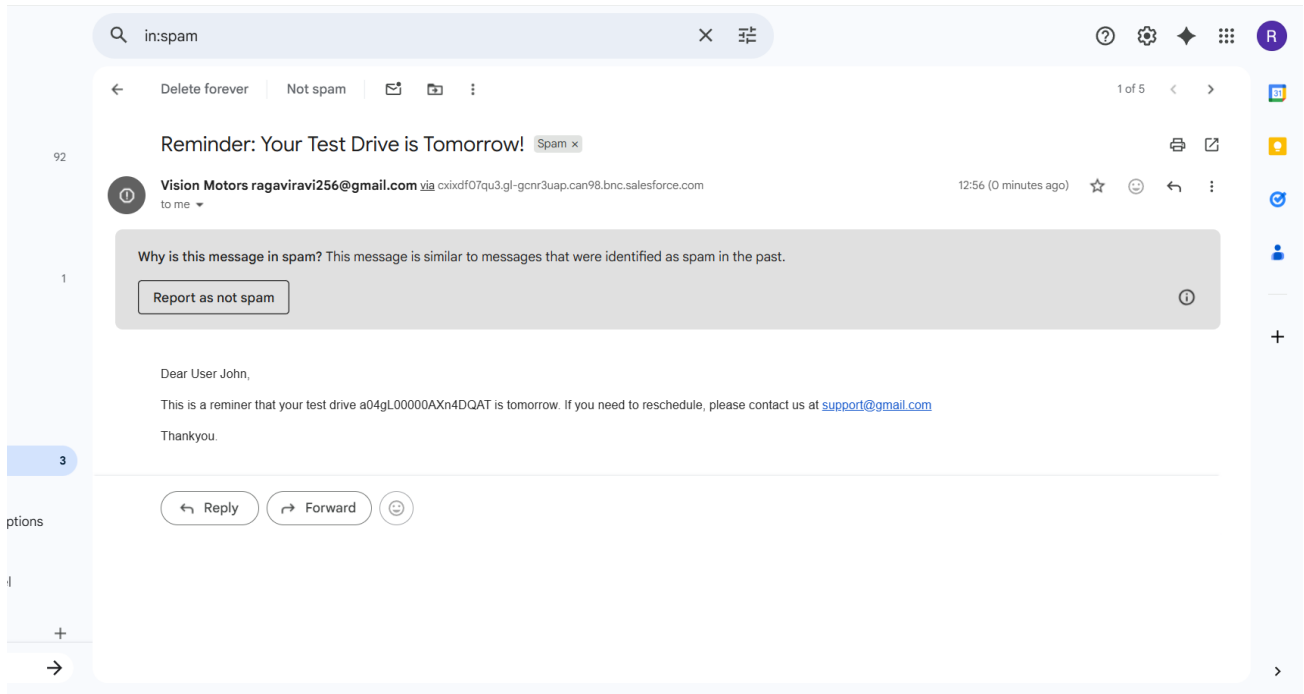 in:spam
R
Delete forever
Not spam
1 of 5
31
Reminder: Your Test Drive is Tomorrow!
Spam ×
92
Vision Motors ragaviravi256@gmail.com via cxixdf07qu3.gl-gcnr3uap.can98.bnc.salesforce.com
12:56 (0 minutes ago)
to me
Why is this message in spam? This message is similar to messages that were identified as spam in the past.
1
Report as not spam
Dear User John,
This is a reminer that your test drive a04gL00000AXn4DQAT is tomorrow. If you need to reschedule, please contact us at support@gmail.com
Thankyou.
3
Reply
Forward
ptions